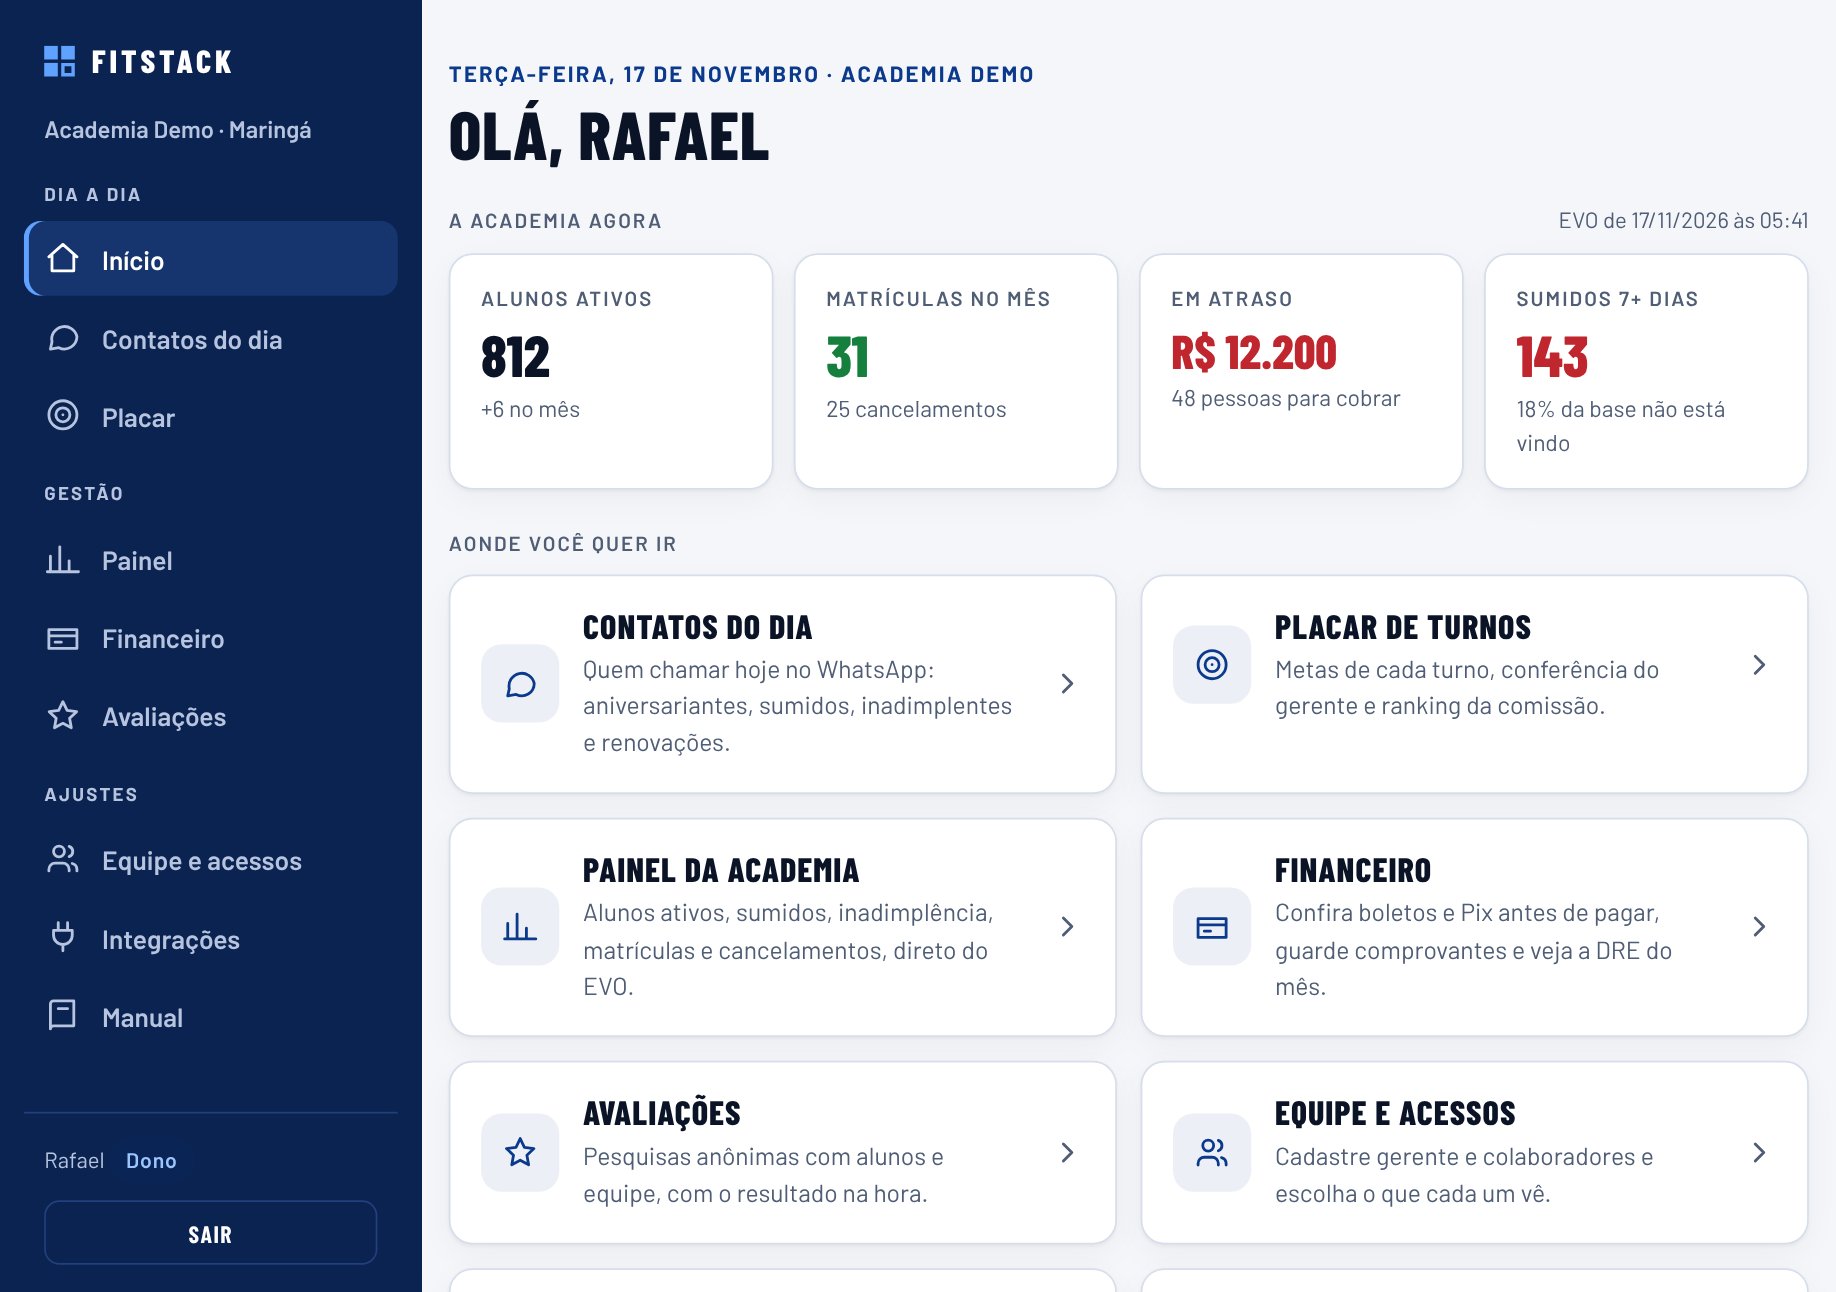 FITSTACK
Academia Demo · Maringá
DIA A DIA
Início
Contatos do dia
Placar
GESTÃO
Painel
Financeiro
Avaliações
AJUSTES
Equipe e acessos
Integrações
Manual
Rafael Dono
SAIR
TERÇA-FEIRA, 17 DE NOVEMBRO · ACADEMIA DEMO
OLÁ, RAFAEL
A ACADEMIA AGORA
EVO de 17/11/2026 às 05:41
ALUNOS ATIVOS
812
+6 no mês
MATRÍCULAS NO MÊS
31
25 cancelamentos
EM ATRASO
R$ 12.200
48 pessoas para cobrar
SUMIDOS 7+ DIAS
143
18% da base não está
vindo
AONDE VOCÊ QUER IR
CONTATOS DO DIA
Quem chamar hoje no WhatsApp:
aniversariantes, sumidos, inadimplentes
e renovações.
PLACAR DE TURNOS
Metas de cada turno, conferência do
gerente e ranking da comissão.
PAINEL DA ACADEMIA
Alunos ativos, sumidos, inadimplência,
matrículas e cancelamentos, direto do
EVO.
FINANCEIRO
Confira boletos e Pix antes de pagar,
guarde comprovantes e veja a DRE do
mês.
AVALIAÇÕES
Pesquisas anônimas com alunos e
equipe, com o resultado na hora.
EQUIPE E ACESSOS
Cadastre gerente e colaboradores e
escolha o que cada um vê.